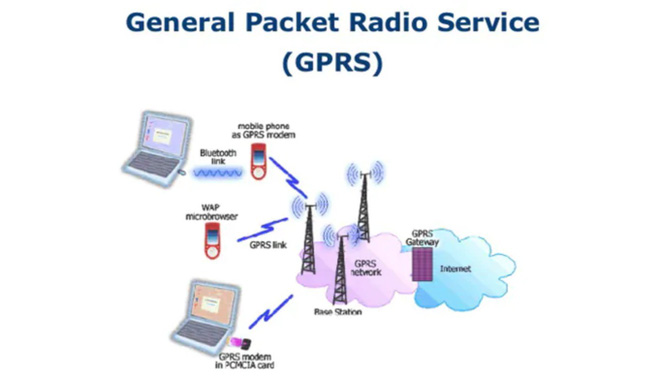 General Packet Radio Service
(GPRS)
mobile phone
as GPRS modem
Bluetooth
link
WAP
microbrowser
GPRS link
GPRS
Gateway
GPRS
network
Internet
Base Station
GPRS modem
in PCMCIA card